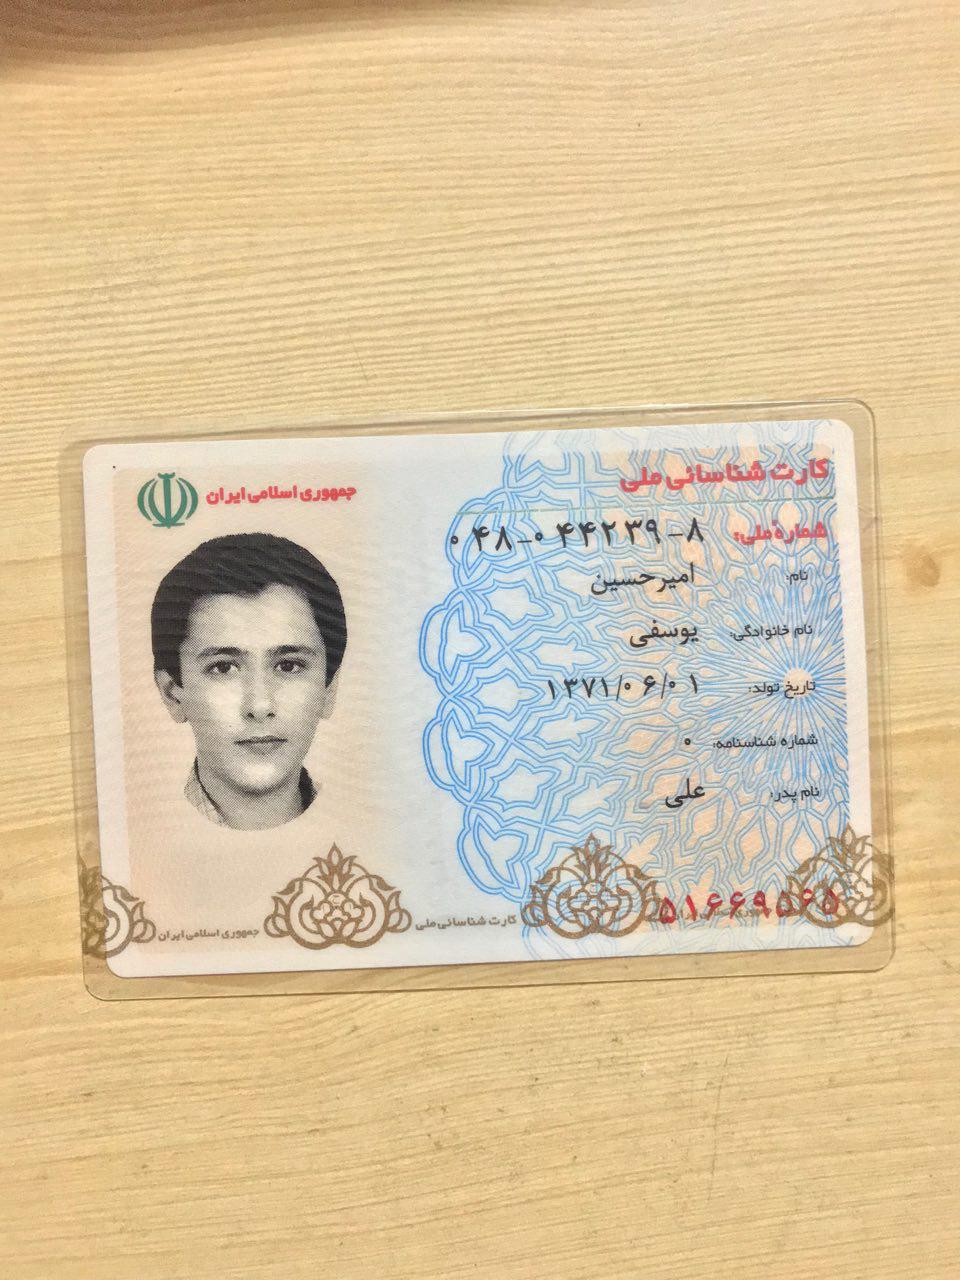 کارت شناسائی ملی
جمهوری اسلامی ایران
شمارهٔ ملی: ۰۴۸-۰۴۴۲۳۹-۸
نام: امیرحسین
نام خانوادگی: یوسفی
تاریخ تولد: ۱۳۷۱/۰۶/۰۱
شماره شناسنامه: ۰
نام پدر: علی
۵۱۶۶۹۵۶۵
کارت شناسائی ملی
جمهوری اسلامی ایران